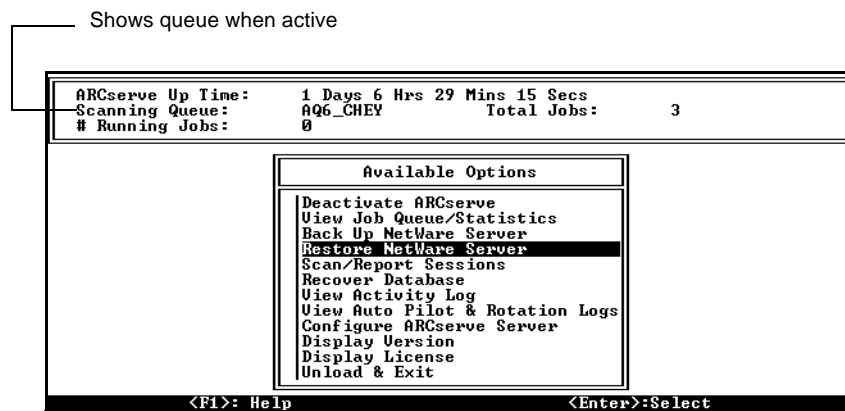 Shows queue when active
ARCserve Up Time: 1 Days 6 Hrs 29 Mins 15 Secs
Scanning Queue: AQ6_CHEY Total Jobs: 3
# Running Jobs: 0
Available Options
Deactivate ARCserve
View Job Queue/Statistics
Back Up NetWare Server
Restore NetWare Server
Scan/Report Sessions
Recover Database
View Activity Log
View Auto Pilot & Rotation Logs
Configure ARCserve Server
Display Version
Display License
Unload & Exit
<F1>: Help <Enter>:Select